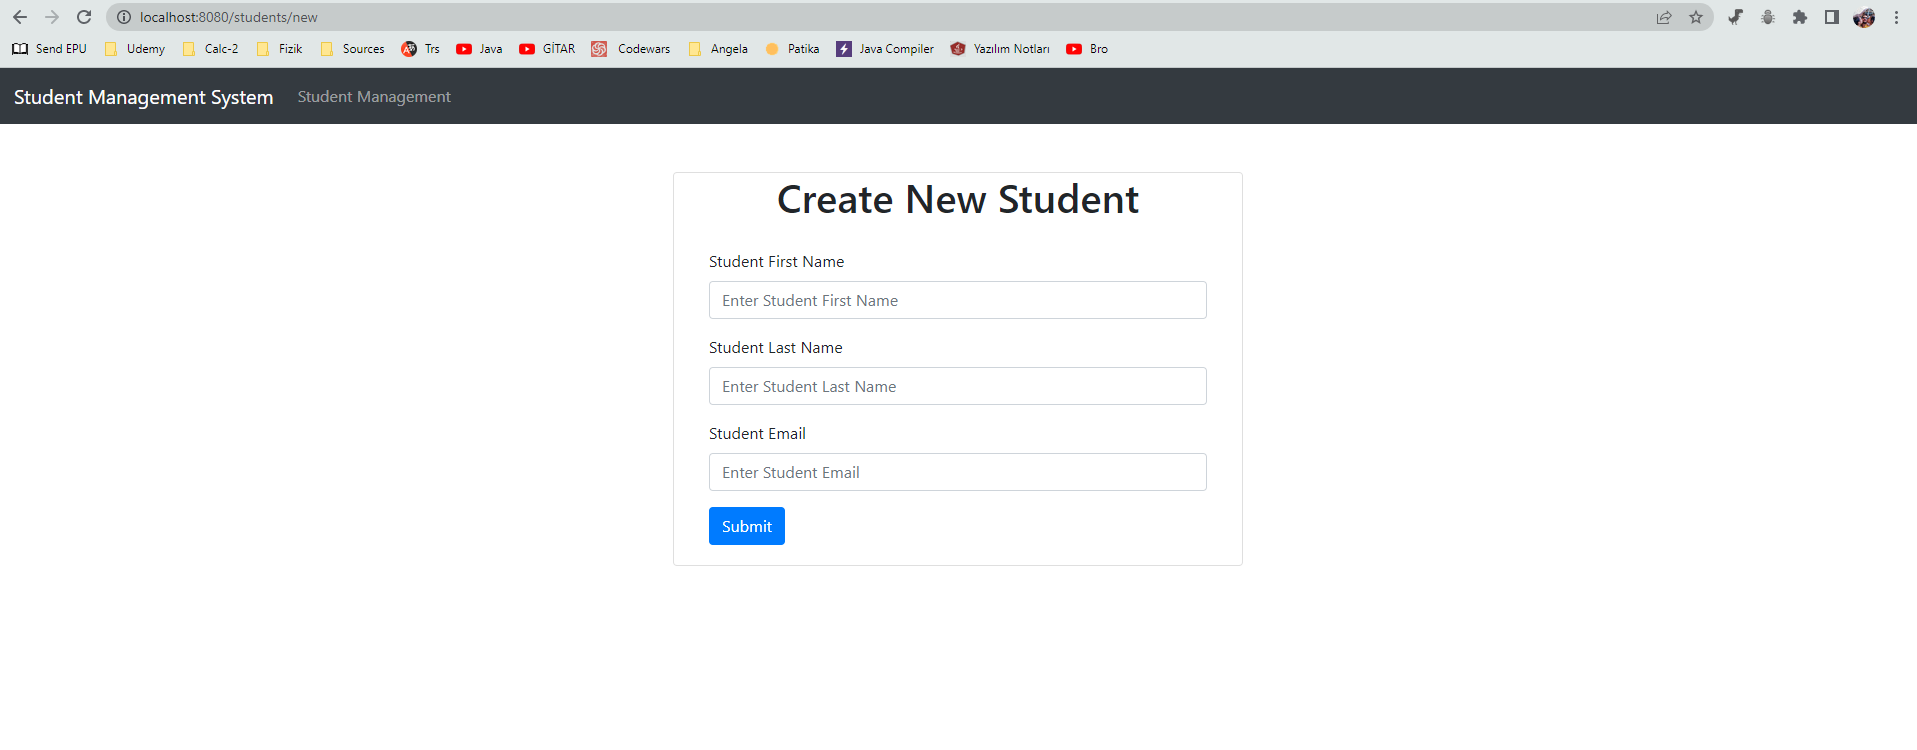 localhost:8080/students/new
Send EPU Udemy Calc-2 Fizik Sources Trs Java GİTAR Codewars Angela Patika Java Compiler Yazılım Notları Bro
Student Management System Student Management
Create New Student
Student First Name
Enter Student First Name
Student Last Name
Enter Student Last Name
Student Email
Enter Student Email
Submit